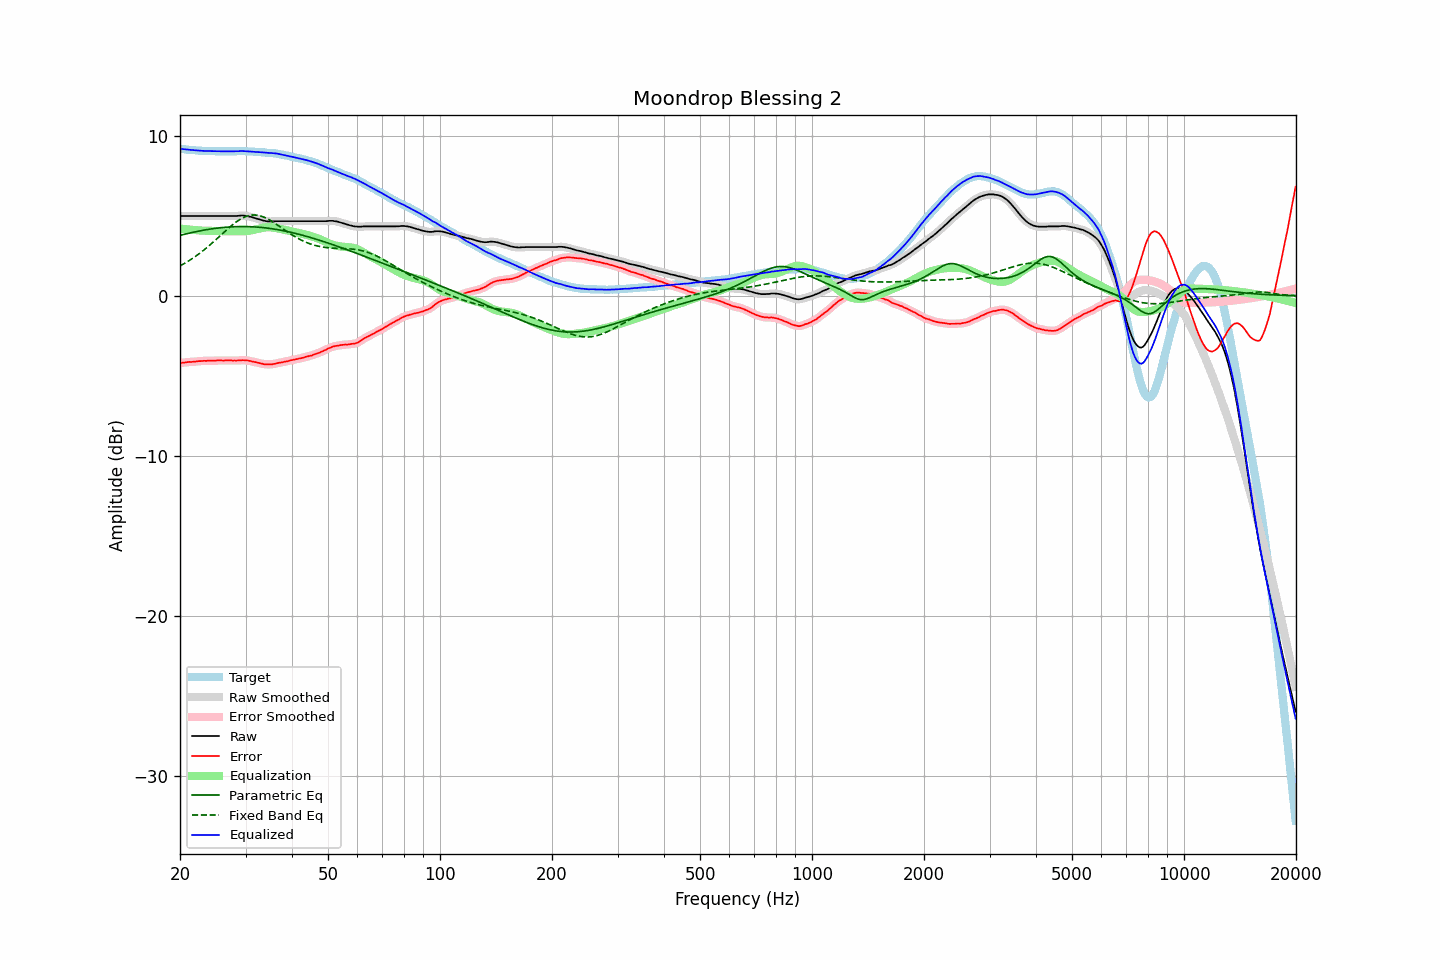 Moondrop Blessing 2
Amplitude (dBr)
10
0
−10
−20
−30
Target
Raw Smoothed
Error Smoothed
Raw
Error
Equalization
Parametric Eq
Fixed Band Eq
Equalized
20 50 100 200 500 1000 2000 5000 10000 20000
Frequency (Hz)